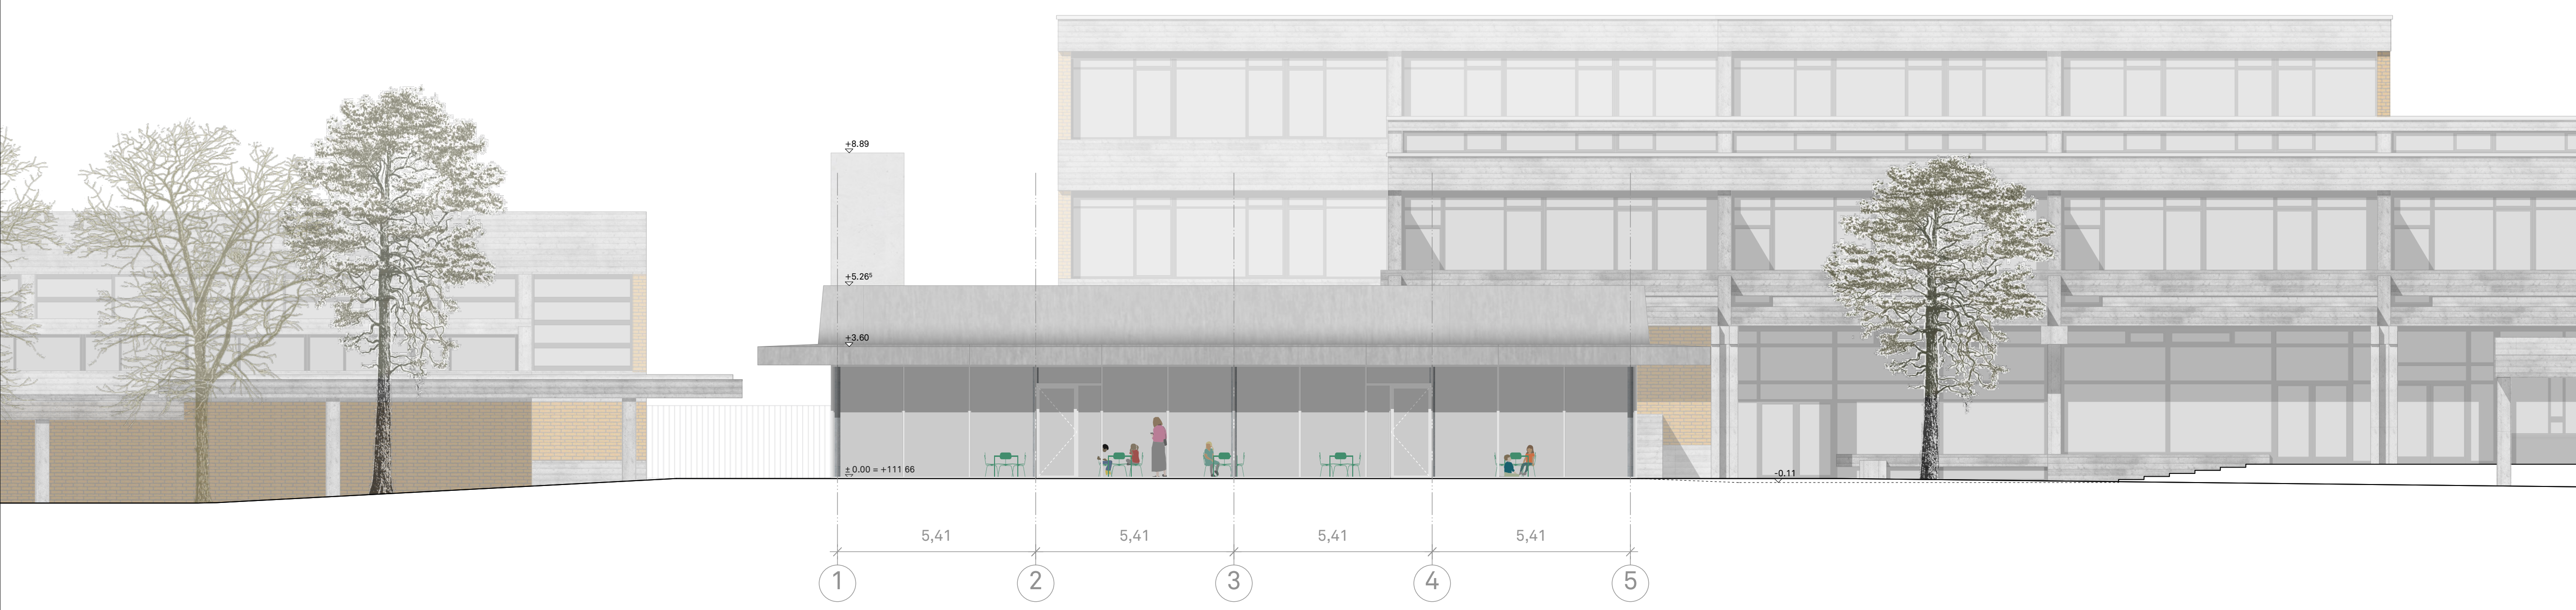 +8.89
+5.26⁵
+3.60
± 0.00 = +111 66
-0.11
5,41 5,41 5,41 5,41
1 2 3 4 5